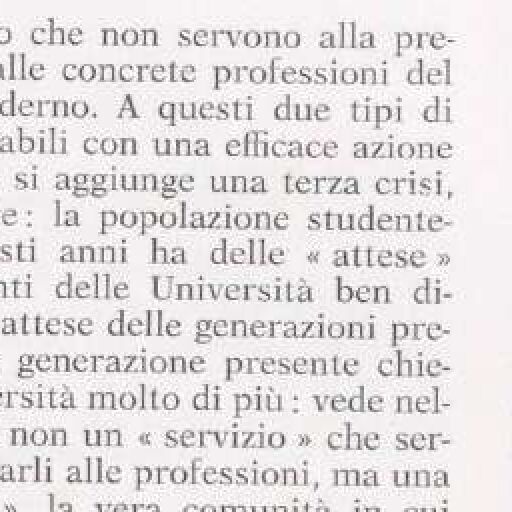 che non servono alla pre-
alle concrete professioni del
derno. A questi due tipi di
abili con una efficace azione
si aggiunge una terza crisi,
e: la popolazione studente-
sti anni ha delle « attese »
nti delle Università ben di-
attese delle generazioni pre-
generazione presente chie-
ersità molto di più: vede nel-
non un « servizio » che ser-
arli alle professioni, ma una
», la vera comunità in cui